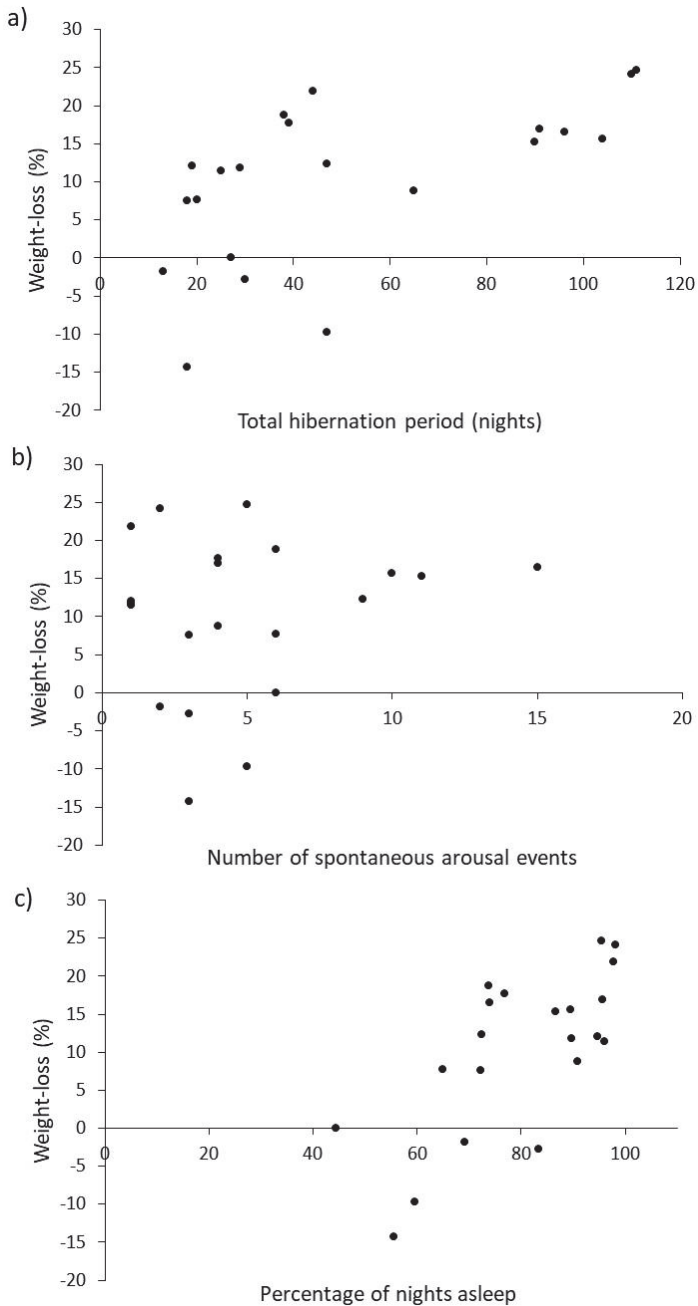 a)
30
25
20
15
10
5
0
-5
-10
-15
-20
Weight-loss (%)
0 20 40 60 80 100 120
Total hibernation period (nights)
b)
30
25
20
15
10
5
0
-5
-10
-15
-20
Weight-loss (%)
0 5 10 15 20
Number of spontaneous arousal events
c)
30
25
20
15
10
5
0
-5
-10
-15
-20
Weight-loss (%)
0 20 40 60 80 100
Percentage of nights asleep